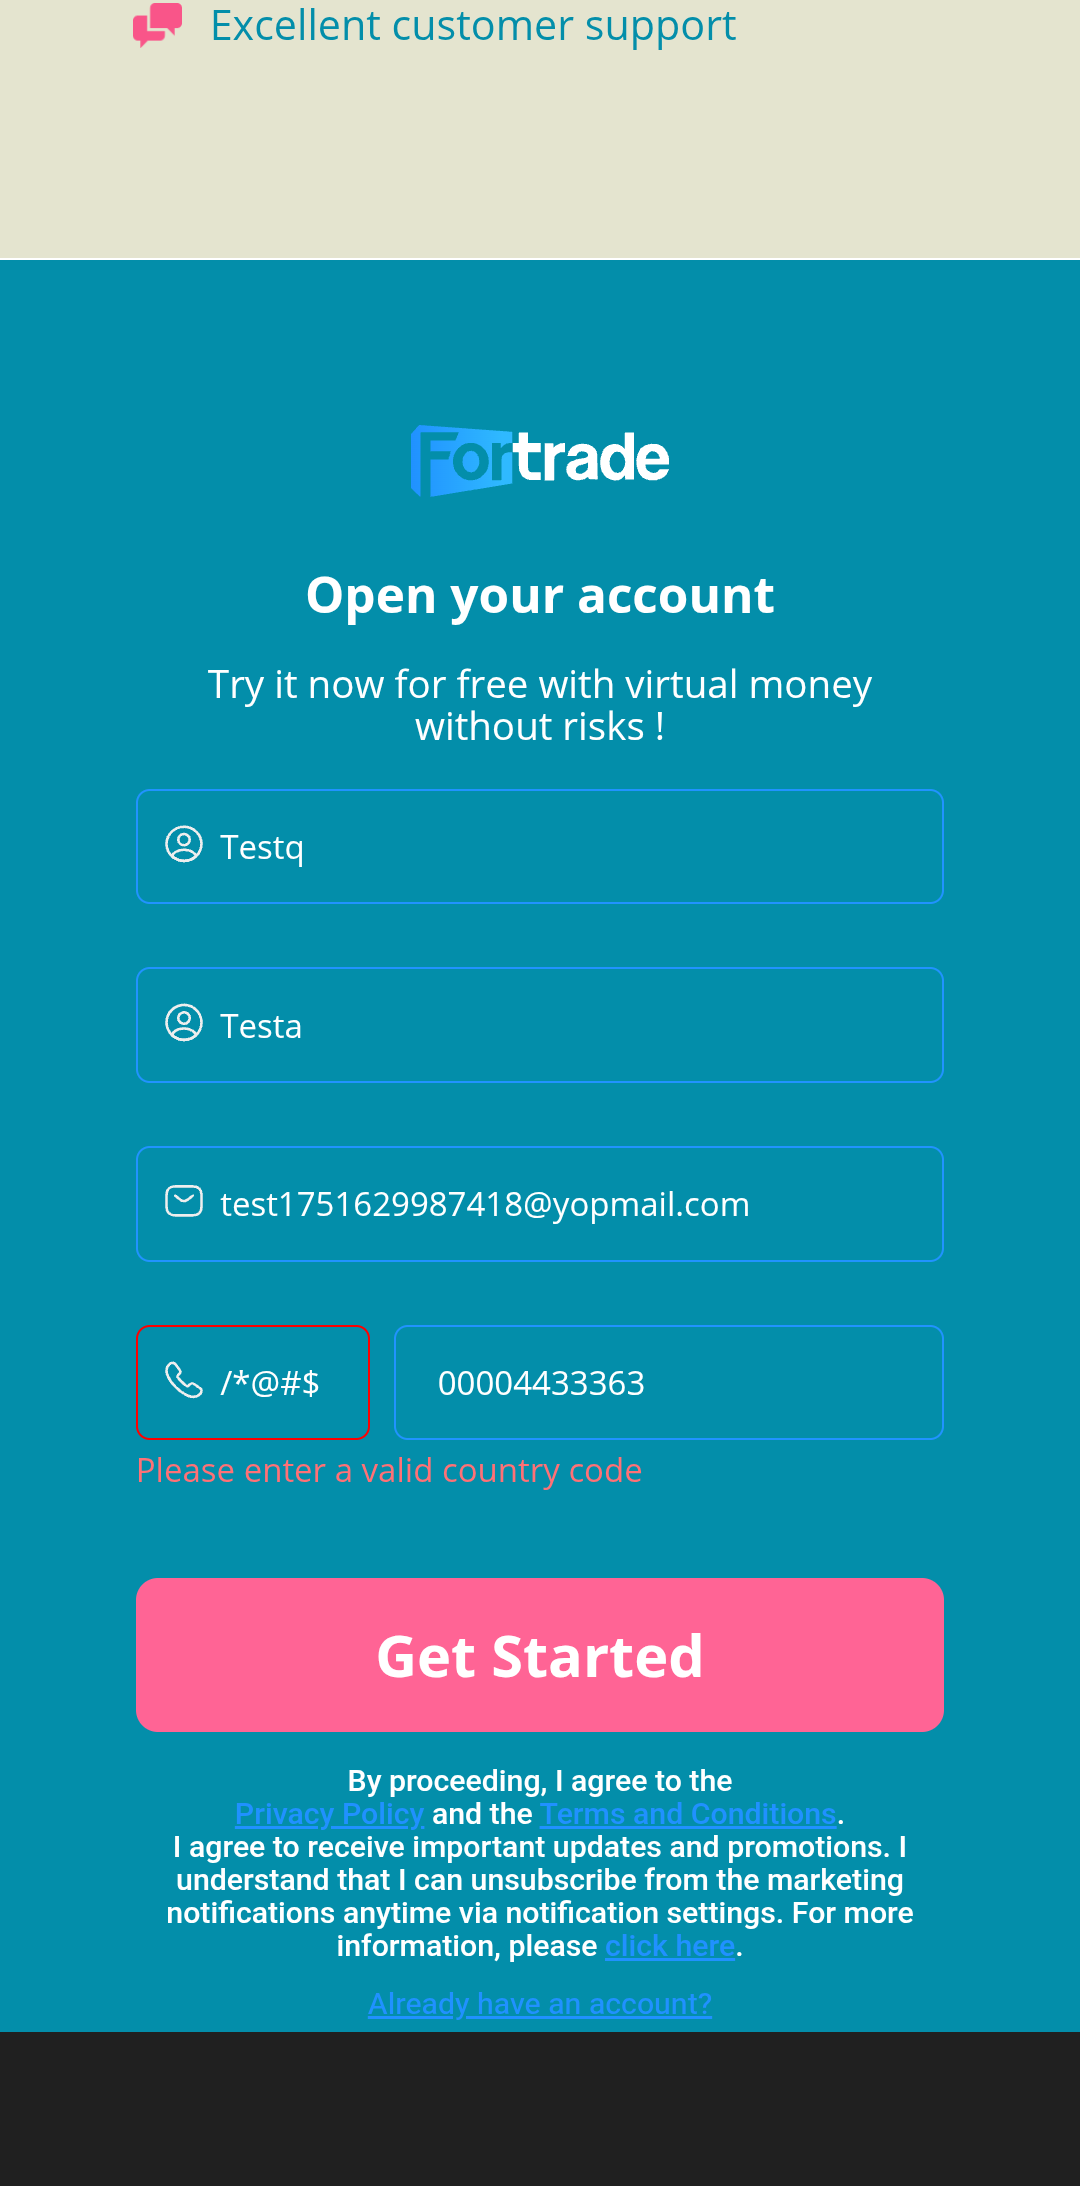 Excellent customer support
Fortrade
Open your account
Try it now for free with virtual money
without risks !
Testq
Testa
test1751629987418@yopmail.com
/*@#$ 00004433363
Please enter a valid country code
Get Started
By proceeding, I agree to the
Privacy Policy and the Terms and Conditions.
I agree to receive important updates and promotions. I
understand that I can unsubscribe from the marketing
notifications anytime via notification settings. For more
information, please click here.
Already have an account?